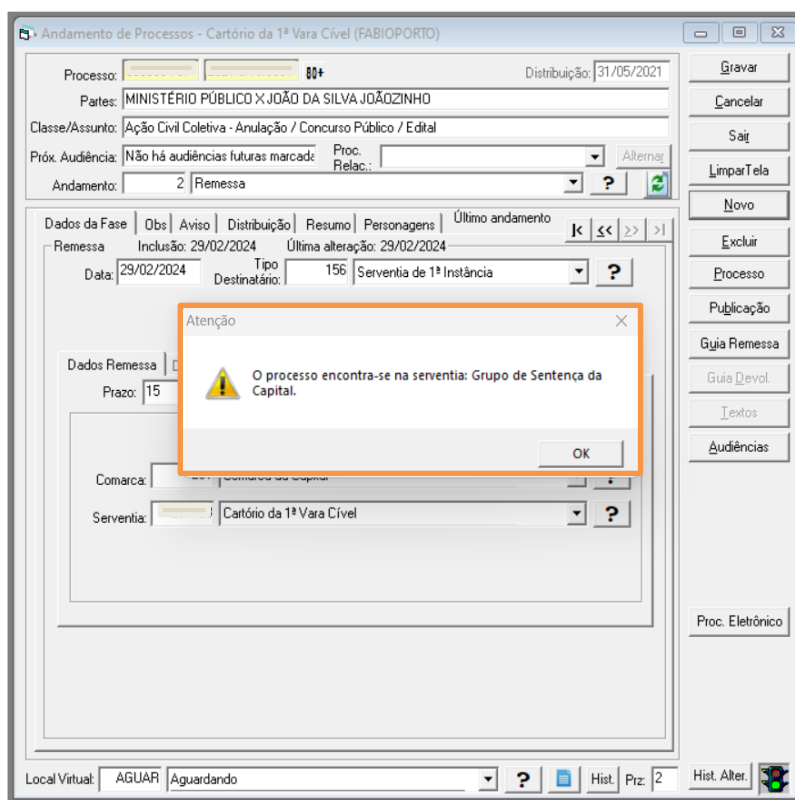 Andamento de Processos - Cartório da 1ª Vara Cível (FABIOPORTO)
Processo: 80+ Distribuição: 31/05/2021
Partes: MINISTÉRIO PÚBLICO X JOÃO DA SILVA JOÃOZINHO
Classe/Assunto: Ação Civil Coletiva - Anulação / Concurso Público / Edital
Próx. Audiência: Não há audiências futuras marcada Proc. Relac.: Alternar
Andamento: 2 Remessa ?
Dados da Fase Obs Aviso Distribuição Resumo Personagens Último andamento |< << >> >|
Remessa Inclusão: 29/02/2024 Última alteração: 29/02/2024
Data: 29/02/2024 Tipo Destinatário: 156 Serventia de 1ª Instância ?
Atenção
O processo encontra-se na serventia: Grupo de Sentença da
Capital.
OK
Dados Remessa
Prazo: 15
Comarca: Comarca da Capital ?
Serventia: Cartório da 1ª Vara Cível ?
Local Virtual: AGUAR Aguardando ? Hist. Prz: 2
Gravar
Cancelar
Sair
LimparTela
Novo
Excluir
Processo
Publicação
Guia Remessa
Guia Devol.
Textos
Audiências
Proc. Eletrônico
Hist. Alter.